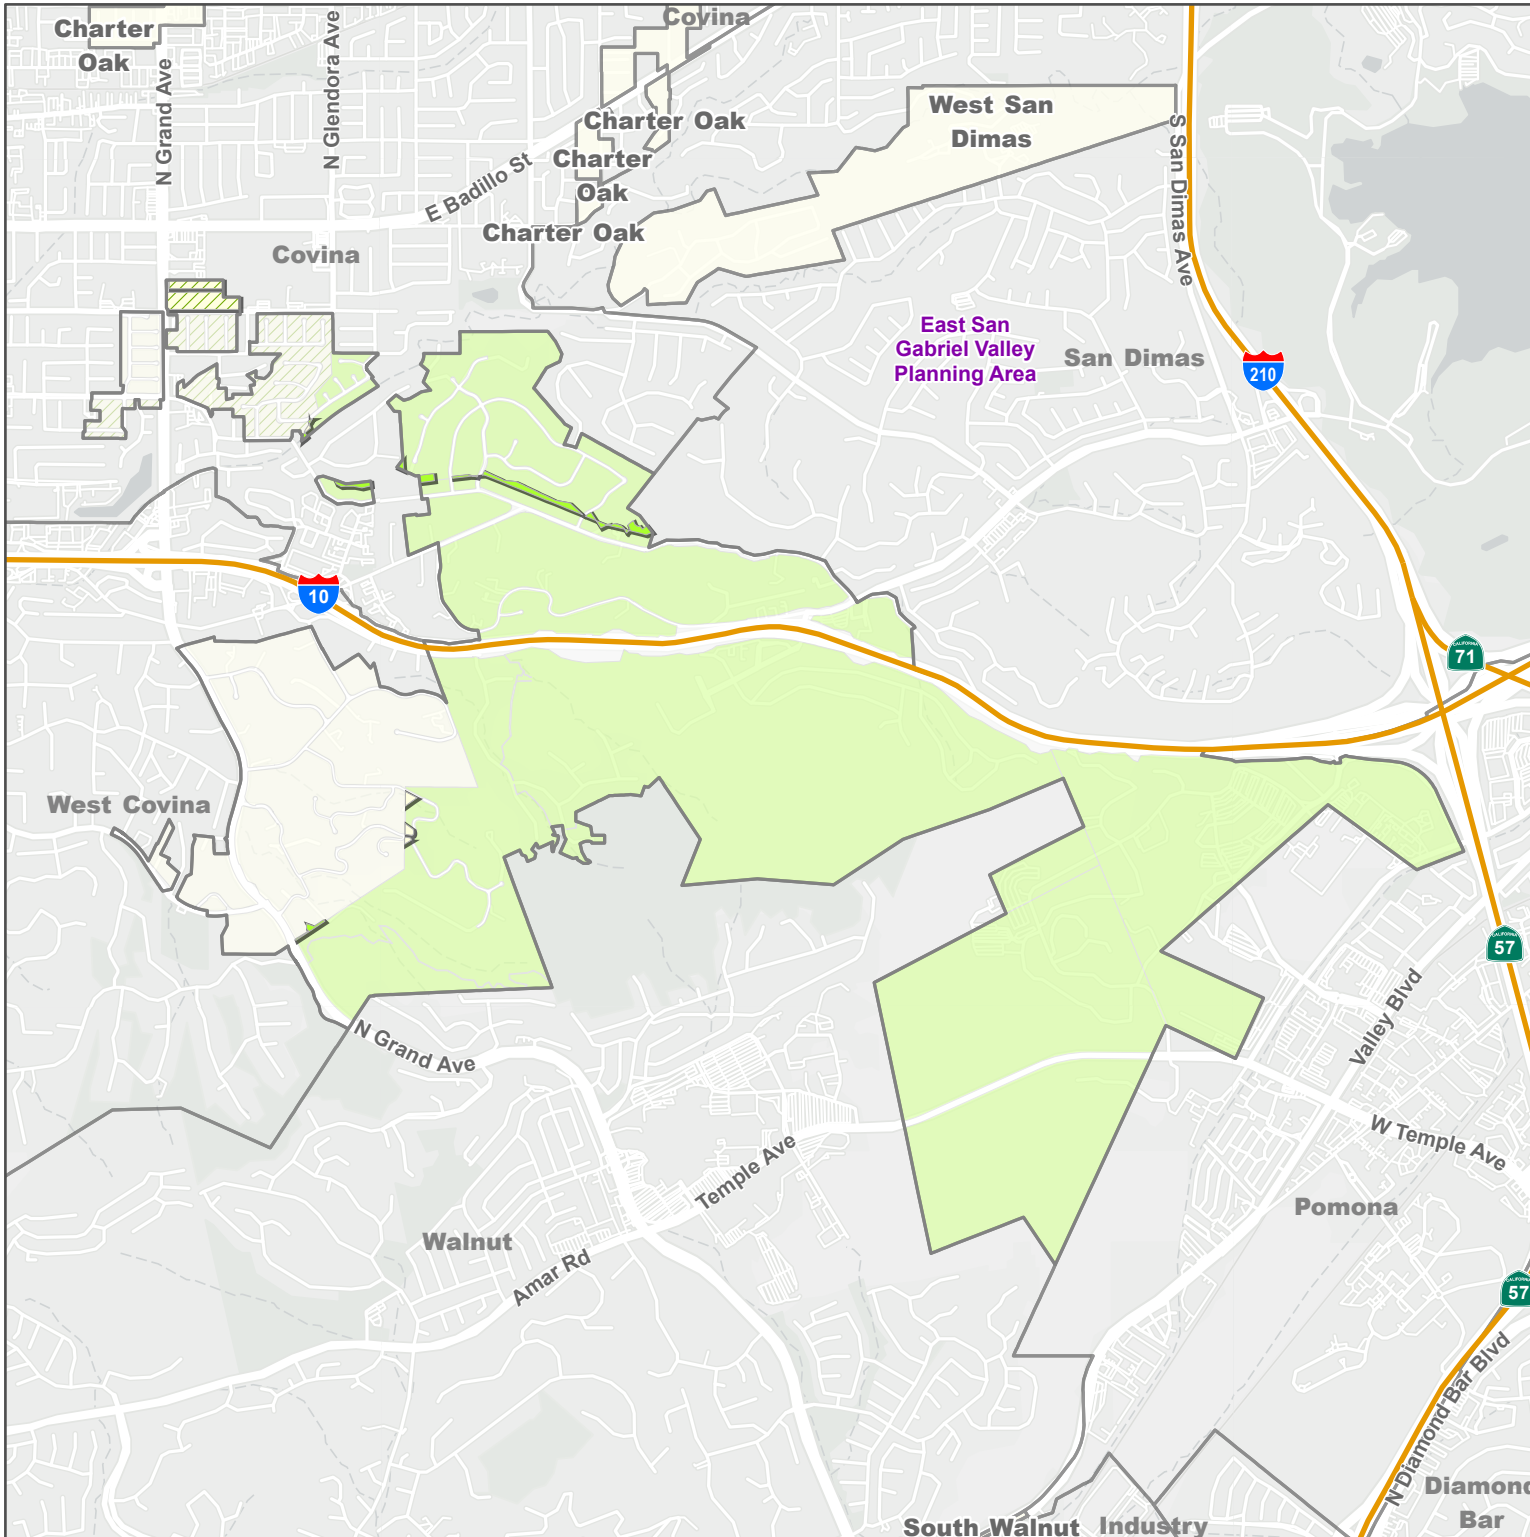 Covina
Charter
Oak
N Grand Ave
N Glendora Ave
West San
Dimas
Charter Oak
Charter
Oak
E Badillo St
Charter Oak
S San Dimas Ave
Covina
East San
Gabriel Valley
Planning Area
San Dimas
210
10
CALIFORNIA
71
West Covina
CALIFORNIA
57
Valley Blvd
N Grand Ave
W Temple Ave
Temple Ave
Pomona
Walnut
Amar Rd
CALIFORNIA
57
N Diamond Bar Blvd
Diamond
Bar
South Walnut
Industry